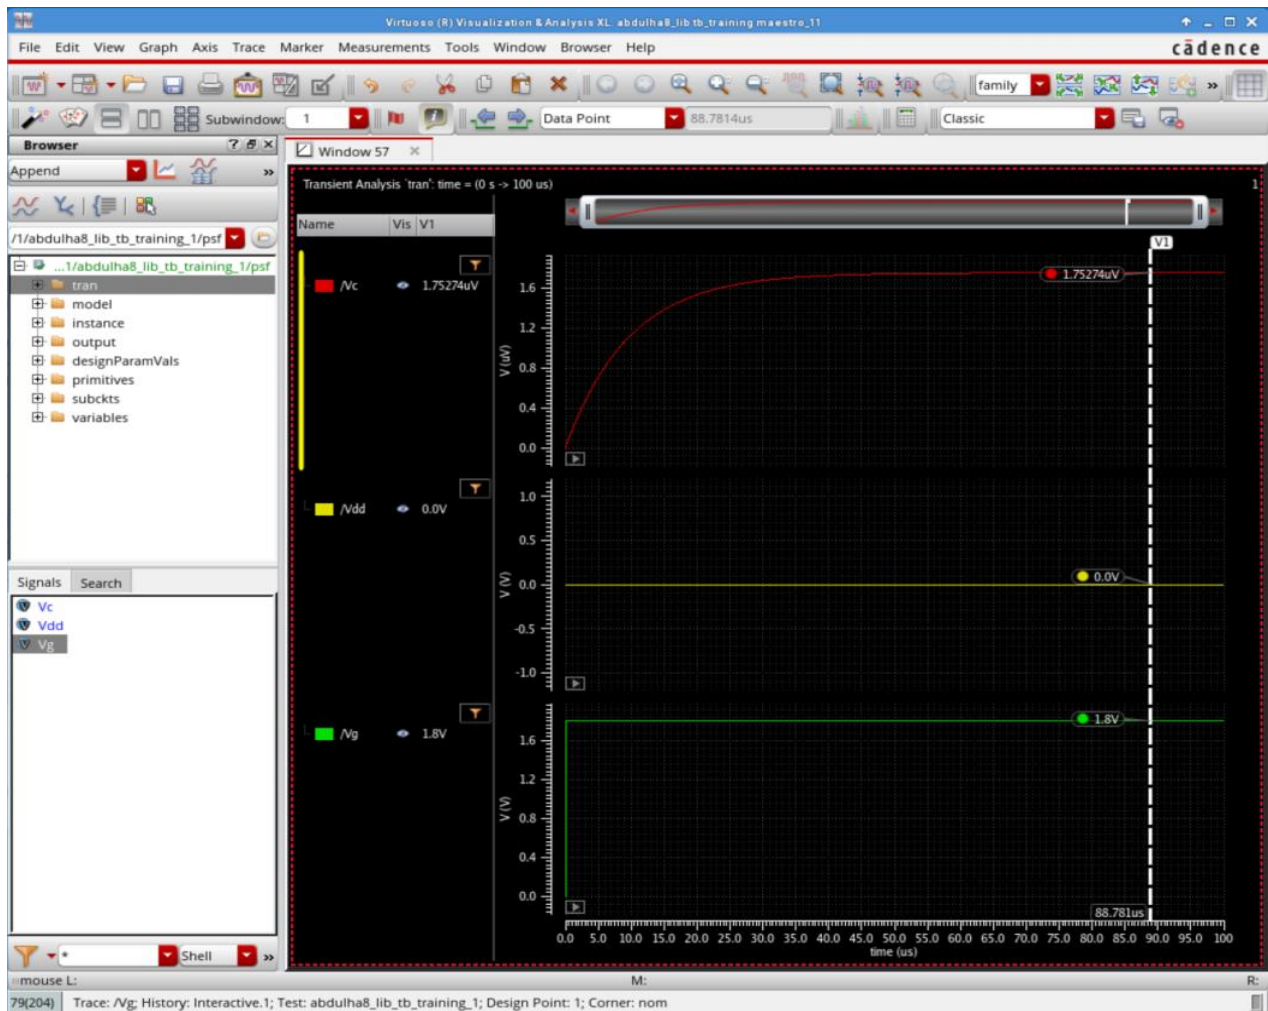 Virtuoso (R) Visualization & Analysis XL: abdulha8_lib tb_training maestro_11
File Edit View Graph Axis Trace Marker Measurements Tools Window Browser Help
cādence
family
Subwindow: 1
Data Point
88.7814us
Classic
Browser
Window 57
Append
/1/abdulha8_lib_tb_training_1/psf
...1/abdulha8_lib_tb_training_1/psf
tran
model
instance
output
designParamVals
primitives
subckts
variables
Signals Search
Vc
Vdd
Vg
*
Shell
Transient Analysis `tran': time = (0 s -> 100 us)
1
Name Vis V1
V1
/Vc 1.75274uV
1.75274uV
1.6
1.2
0.8
0.4
0.0
V (uV)
/Vdd 0.0V
0.0V
1.0
0.5
0.0
-0.5
-1.0
V (V)
/Vg 1.8V
1.8V
1.6
1.2
0.8
0.4
0.0
V (V)
88.781us
0.0 5.0 10.0 15.0 20.0 25.0 30.0 35.0 40.0 45.0 50.0 55.0 60.0 65.0 70.0 75.0 80.0 85.0 90.0 95.0 100
time (us)
mouse L: M: R:
79(204) Trace: /Vg; History: Interactive.1; Test: abdulha8_lib_tb_training_1; Design Point: 1; Corner: nom